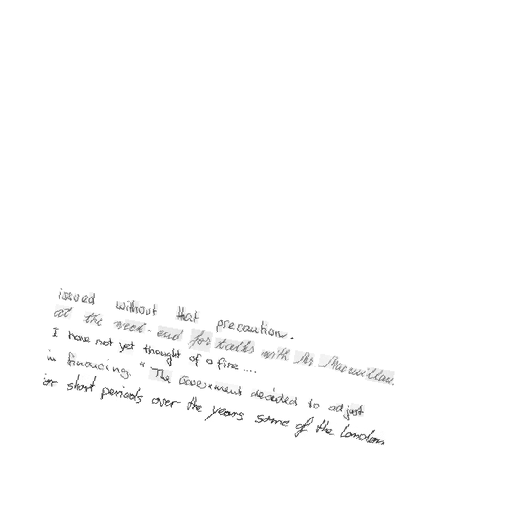 issued without that precaution.
at the week-end for talks with Mr Macmillan.
I have not yet thought of a fine ....
in financing. " The Government decided to adjust
for short periods over the years some of the London